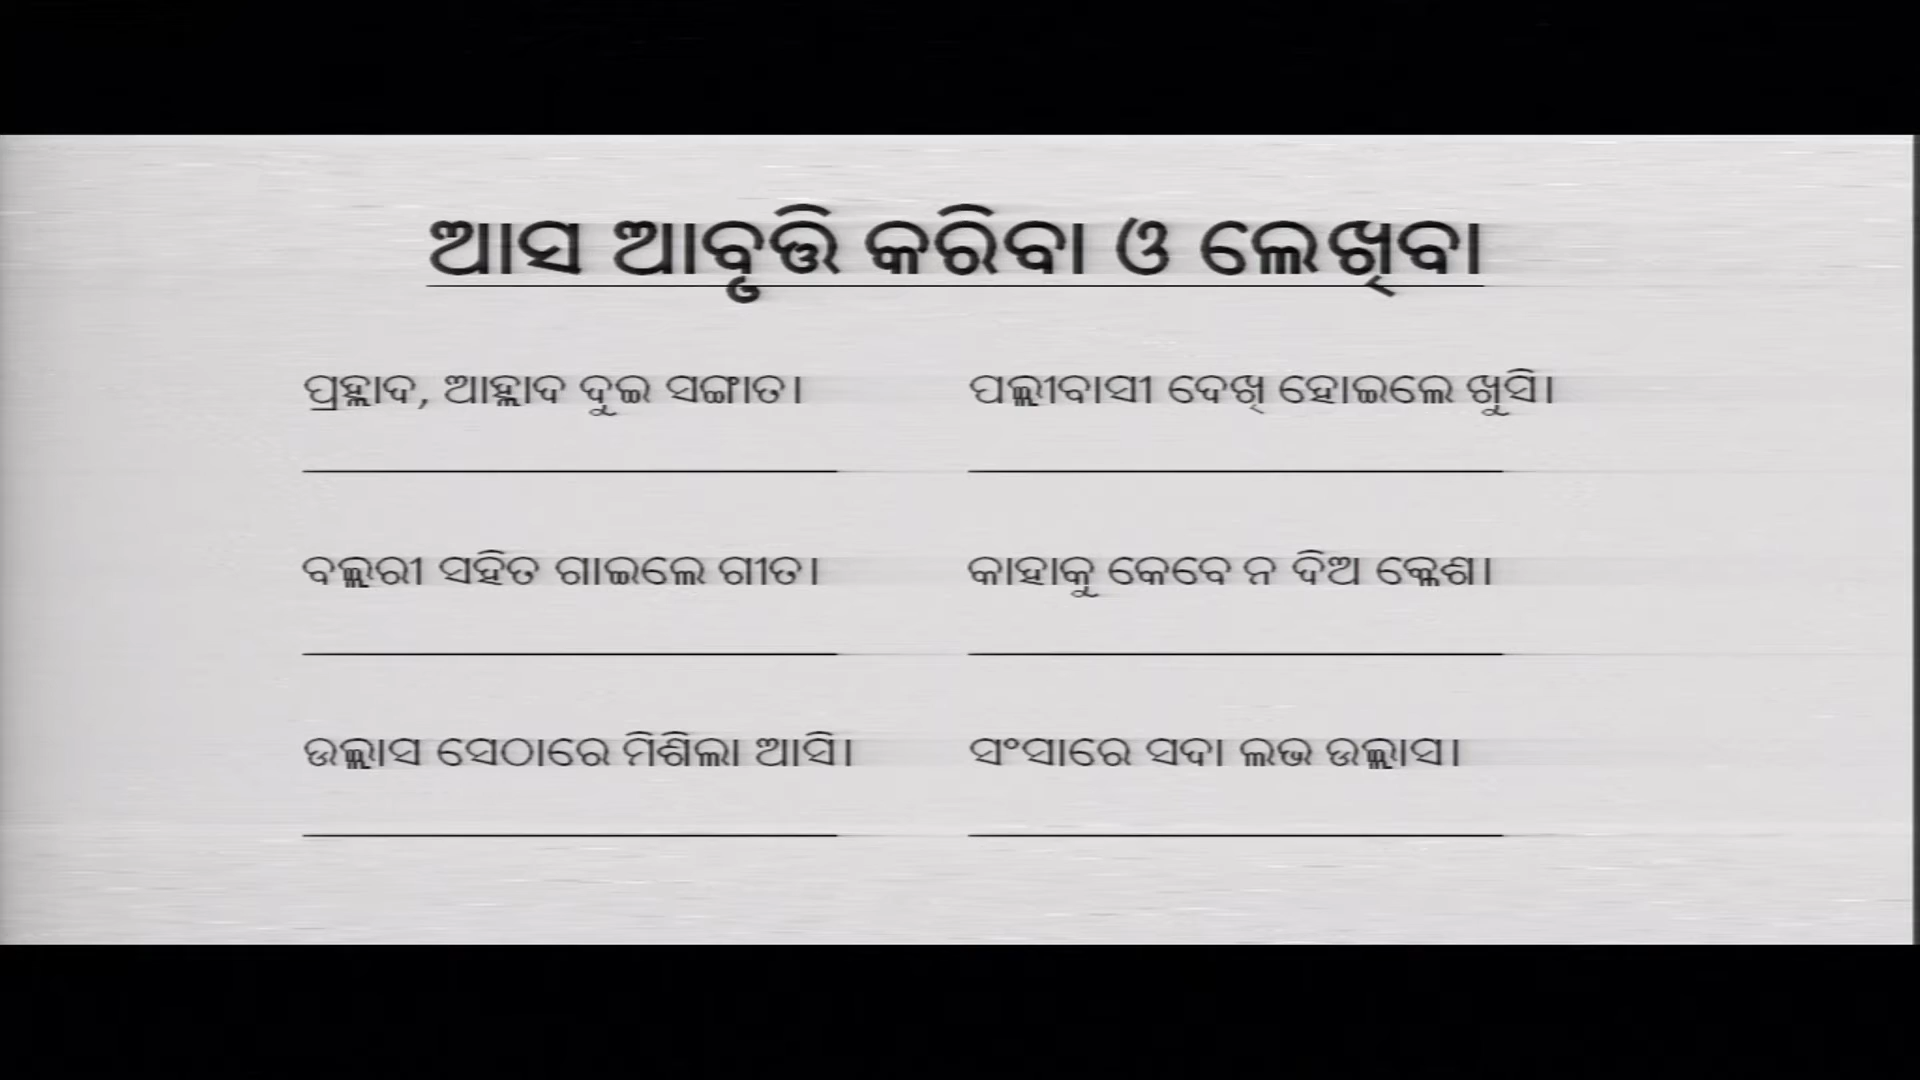 ଆସ ଆବୃତ୍ତି କରିବା ଓ ଲେଖିବା
ପ୍ରହ୍ଲାଦ, ଆହ୍ଲାଦ ଦୁଇ ସଙ୍ଗାତ।
ବଲ୍ଲରୀ ସହିତ ଗାଇଲେ ଗୀତ।
ଉଲ୍ଲାସ ସେଠାରେ ମିଶିଲା ଆସି।
ପଲ୍ଲୀବାସୀ ଦେଖି ହୋଇଲେ ଖୁସି।
କାହାକୁ କେବେ ନ ଦିଅ କ୍ଲେଶ।
ସଂସାରେ ସଦା ଲଭ ଉଲ୍ଲାସ।